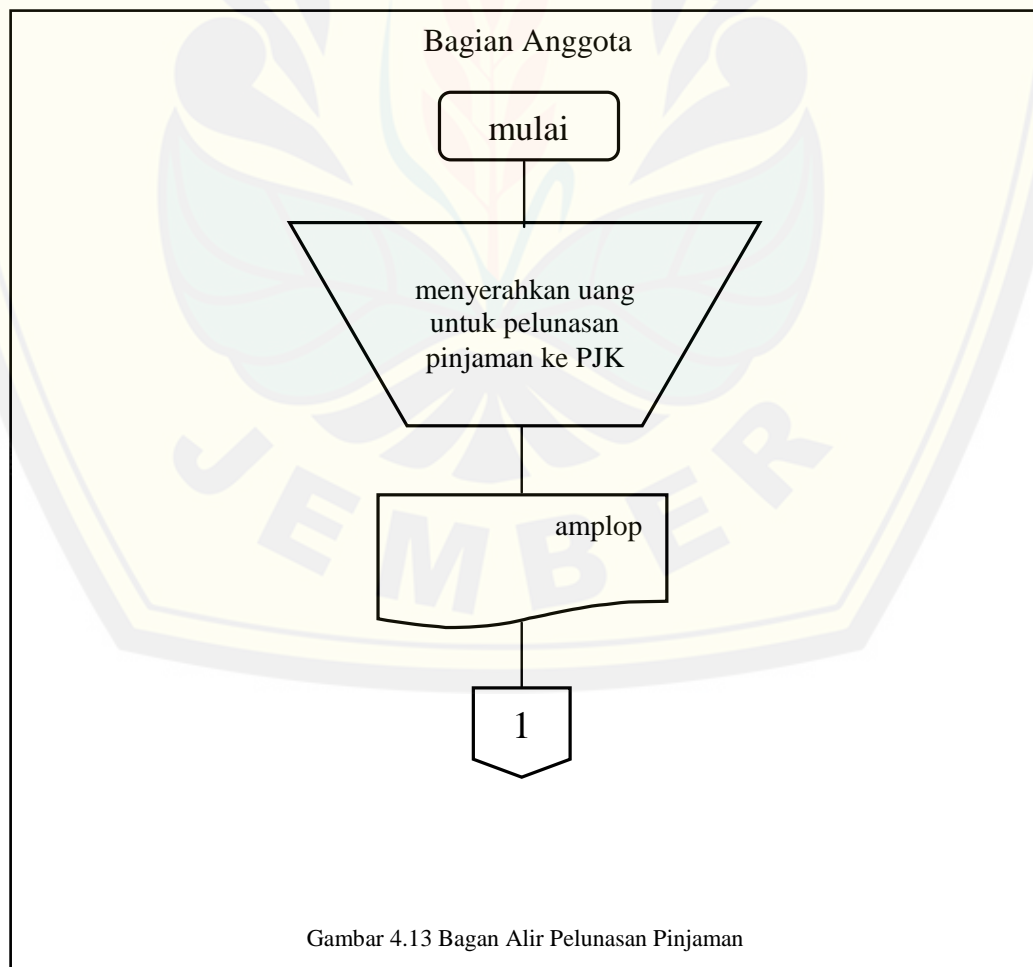 Bagian Anggota
mulai
menyerahkan uang
untuk pelunasan
pinjaman ke PJK
amplop
JEMBER
1
Gambar 4.13 Bagan Alir Pelunasan Pinjaman